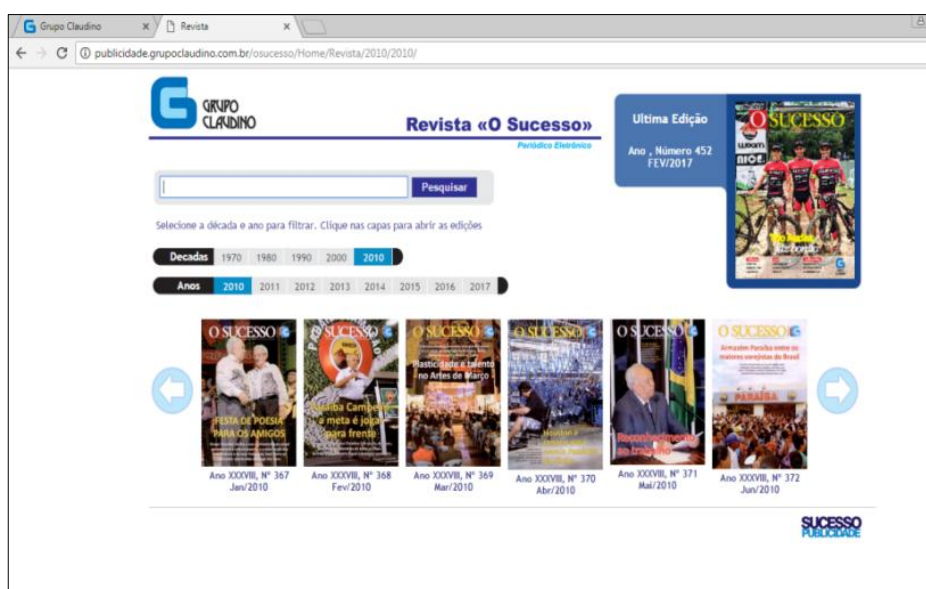 Grupo Claudino
Revista
publicidade.grupoclaudino.com.br/osucesso/Home/Revista/2010/2010/
GRUPO
CLAUDINO
Revista «O Sucesso»
Periódico Eletrônico
Ultima Edição
Ano , Número 452
FEV/2017
O SUCESSO
Pesquisar
Selecione a década e ano para filtrar. Clique nas capas para abrir as edições
Decadas 1970 1980 1990 2000 2010
Anos 2010 2011 2012 2013 2014 2015 2016 2017
O SUCESSO
FESTA DE POESIA
PARA OS AMIGOS
Ano XXXVIII, Nº 367
Jan/2010
O SUCESSO
Paraíba Campeão
a meta é jogar
para frente
Ano XXXVIII, Nº 368
Fev/2010
O SUCESSO
Plasticidade e talento
no Artes de Março
Ano XXXVIII, Nº 369
Mar/2010
O SUCESSO
Ano XXXVIII, Nº 370
Abr/2010
O SUCESSO
Reconhecimento
ao trabalho
Ano XXXVIII, Nº 371
Mai/2010
O SUCESSO
Armazém Paraíba entre os
maiores varejistas do Brasil
PARAÍBA
Ano XXXVIII, Nº 372
Jun/2010
SUCESSO
PUBLICIDADE